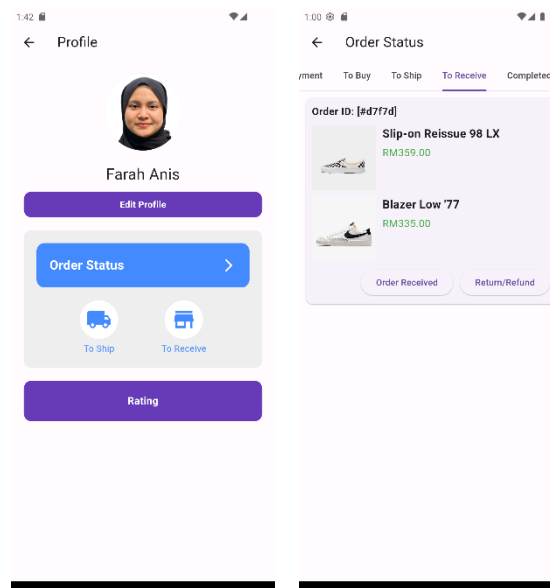 1:42
Profile
Farah Anis
Edit Profile
Order Status
To Ship To Receive
Rating
1:00
Order Status
yment To Buy To Ship To Receive Completed
Order ID: [#d7f7d]
Slip-on Reissue 98 LX
RM359.00
Blazer Low '77
RM335.00
Order Received Return/Refund